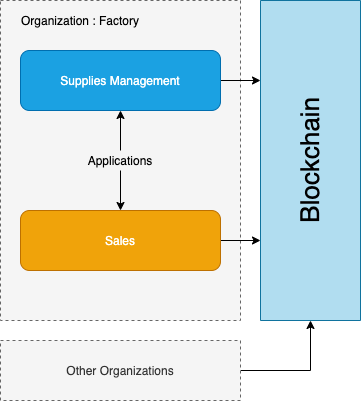 Organization : Factory
Supplies Management
Applications
Sales
Blockchain
Other Organizations